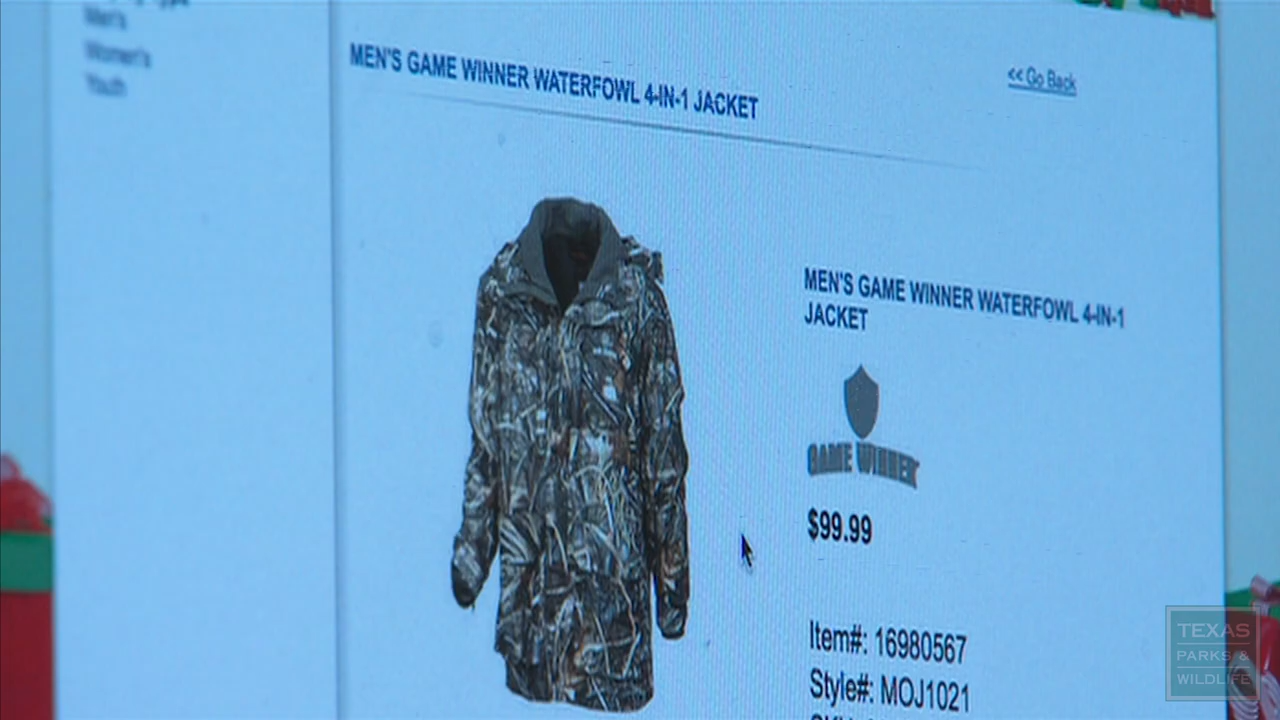 Men's
Women's
Youth
MEN'S GAME WINNER WATERFOWL 4-IN-1 JACKET
<< Go Back
MEN'S GAME WINNER WATERFOWL 4-IN-1
JACKET
GAME WINNER
$99.99
Item#: 16980567
Style#: MOJ1021
TEXAS
PARKS &
WILDLIFE